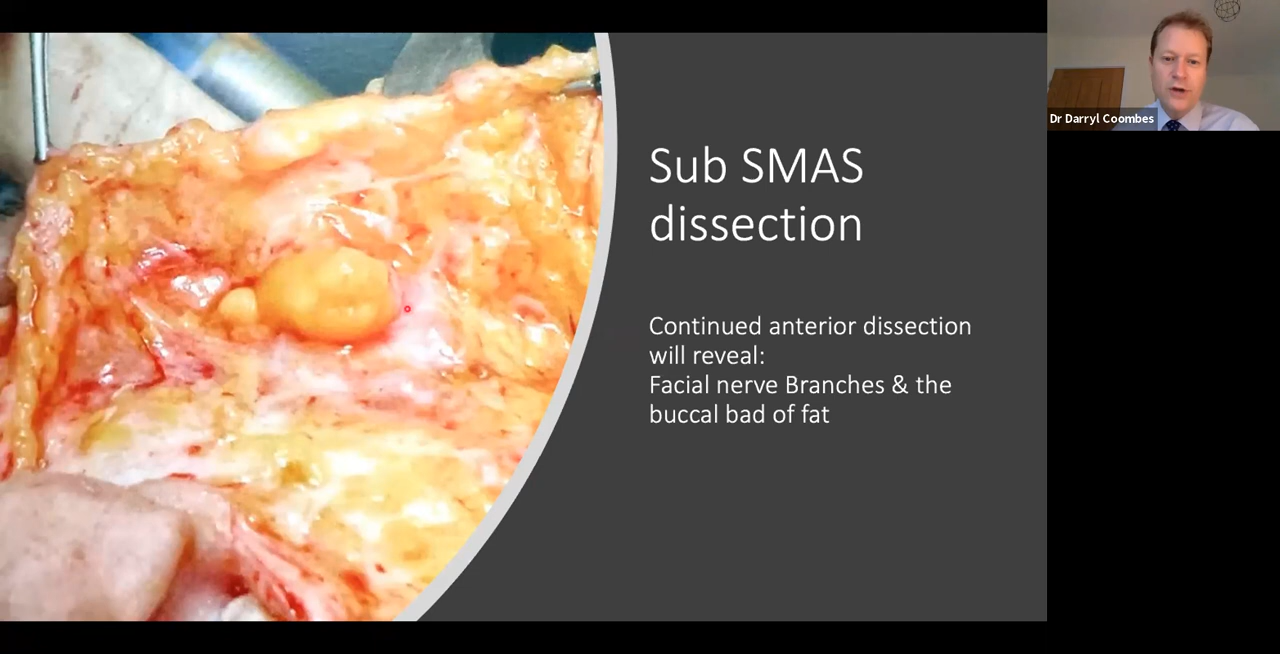 Dr Darryl Coombes
Sub SMAS
dissection
Continued anterior dissection
will reveal:
Facial nerve Branches & the
buccal bad of fat